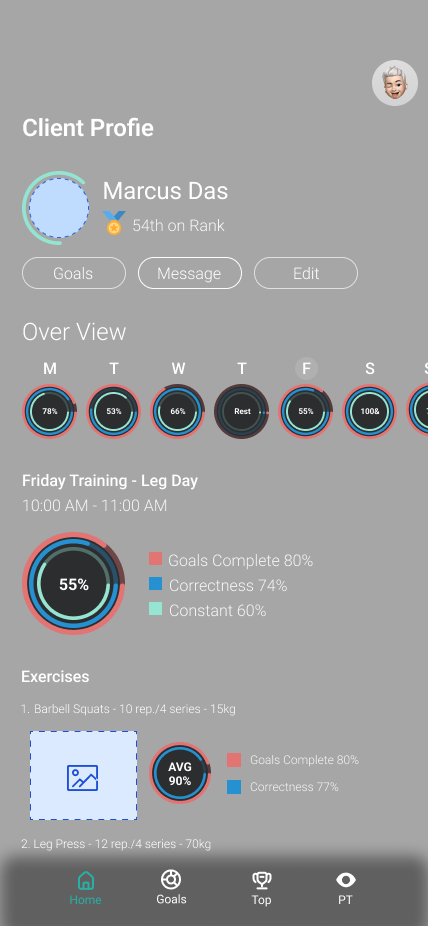 Client Profie
Marcus Das
54th on Rank
Goals
Message
Edit
Over View
M T W T F S S
78% 53% 66% Rest 55% 100&
Friday Training - Leg Day
10:00 AM - 11:00 AM
55%
Goals Complete 80%
Correctness 74%
Constant 60%
Exercises
1. Barbell Squats - 10 rep./4 series - 15kg
AVG
90%
Goals Complete 80%
Correctness 77%
2. Leg Press - 12 rep./4 series - 70kg
Home
Goals
Top
PT